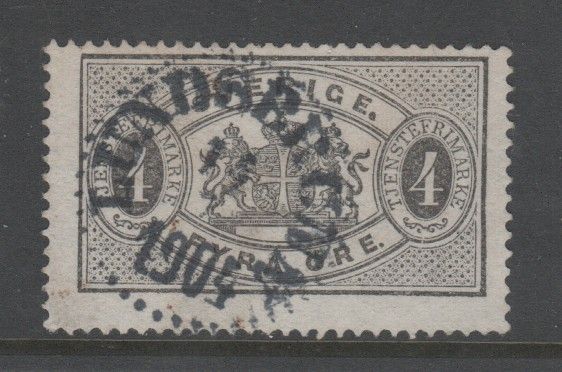 SVERIGE.
TJENSTEFRIMARKE
4
TJENSTEFRIMARKE
4
FYRA ÖRE.
1904